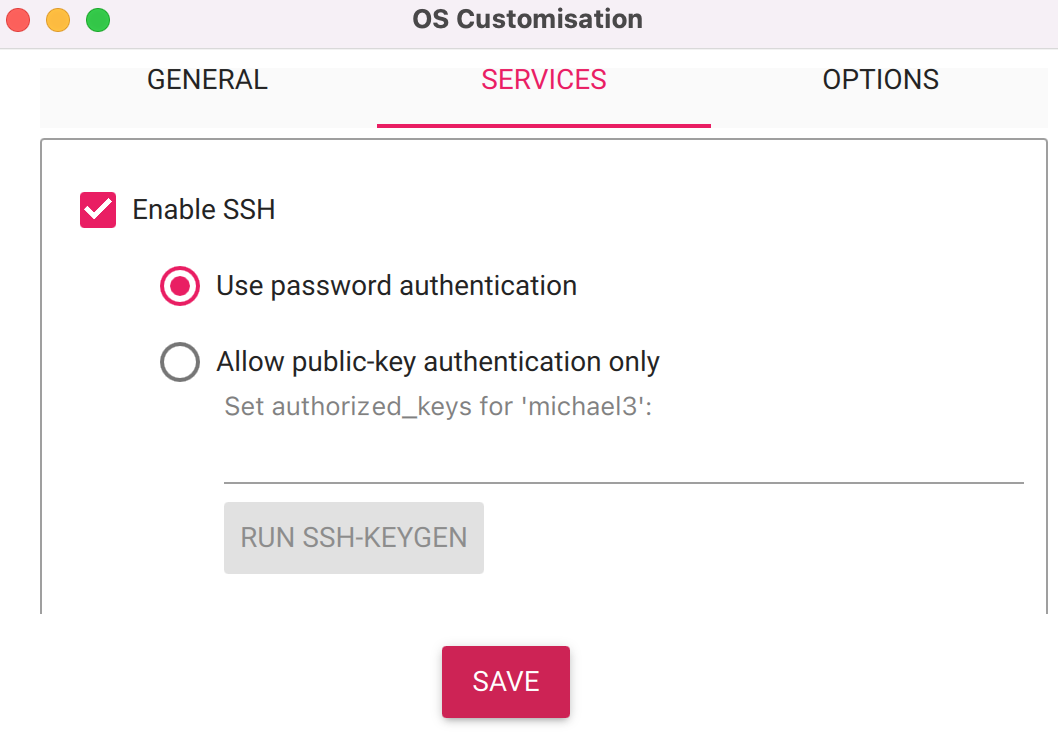 OS Customisation
GENERAL SERVICES OPTIONS
Enable SSH
Use password authentication
Allow public-key authentication only
Set authorized_keys for 'michael3':
RUN SSH-KEYGEN
SAVE